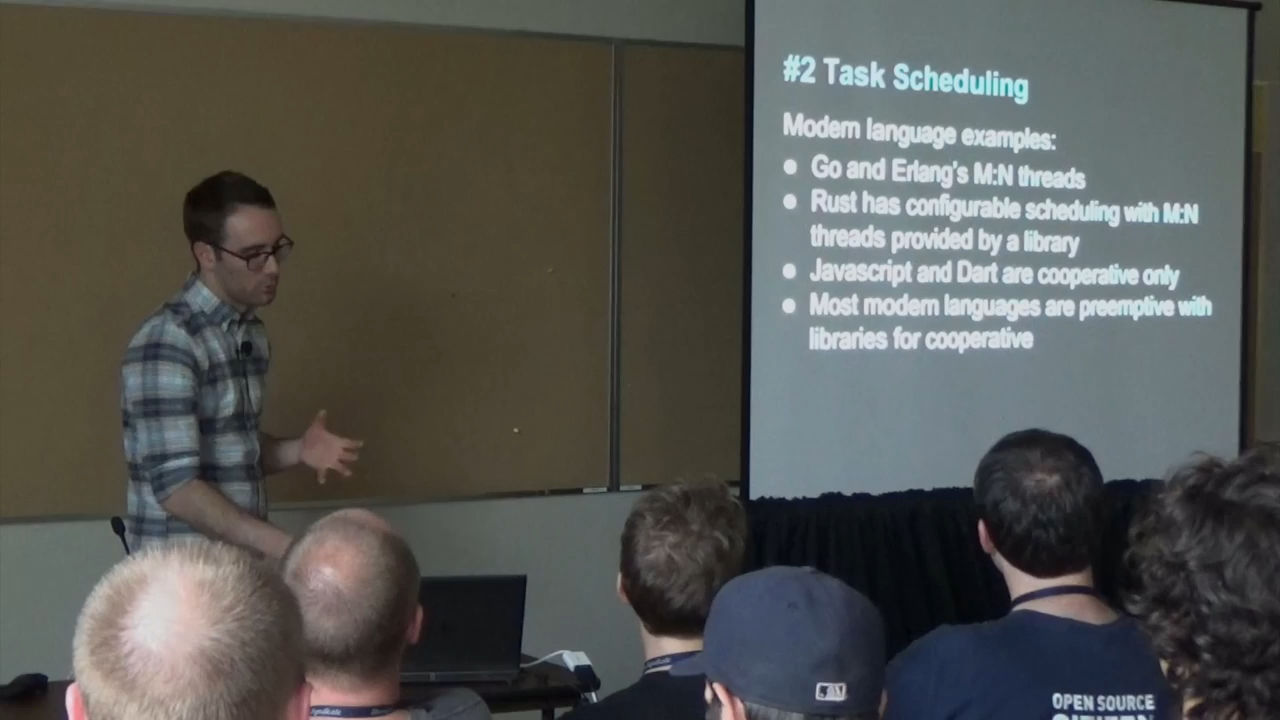 #2 Task Scheduling
Modern language examples:
● Go and Erlang's M:N threads
● Rust has configurable scheduling with M:N
threads provided by a library
● Javascript and Dart are cooperative only
● Most modern languages are preemptive with
libraries for cooperative
OPEN SOURCE
CITIZEN